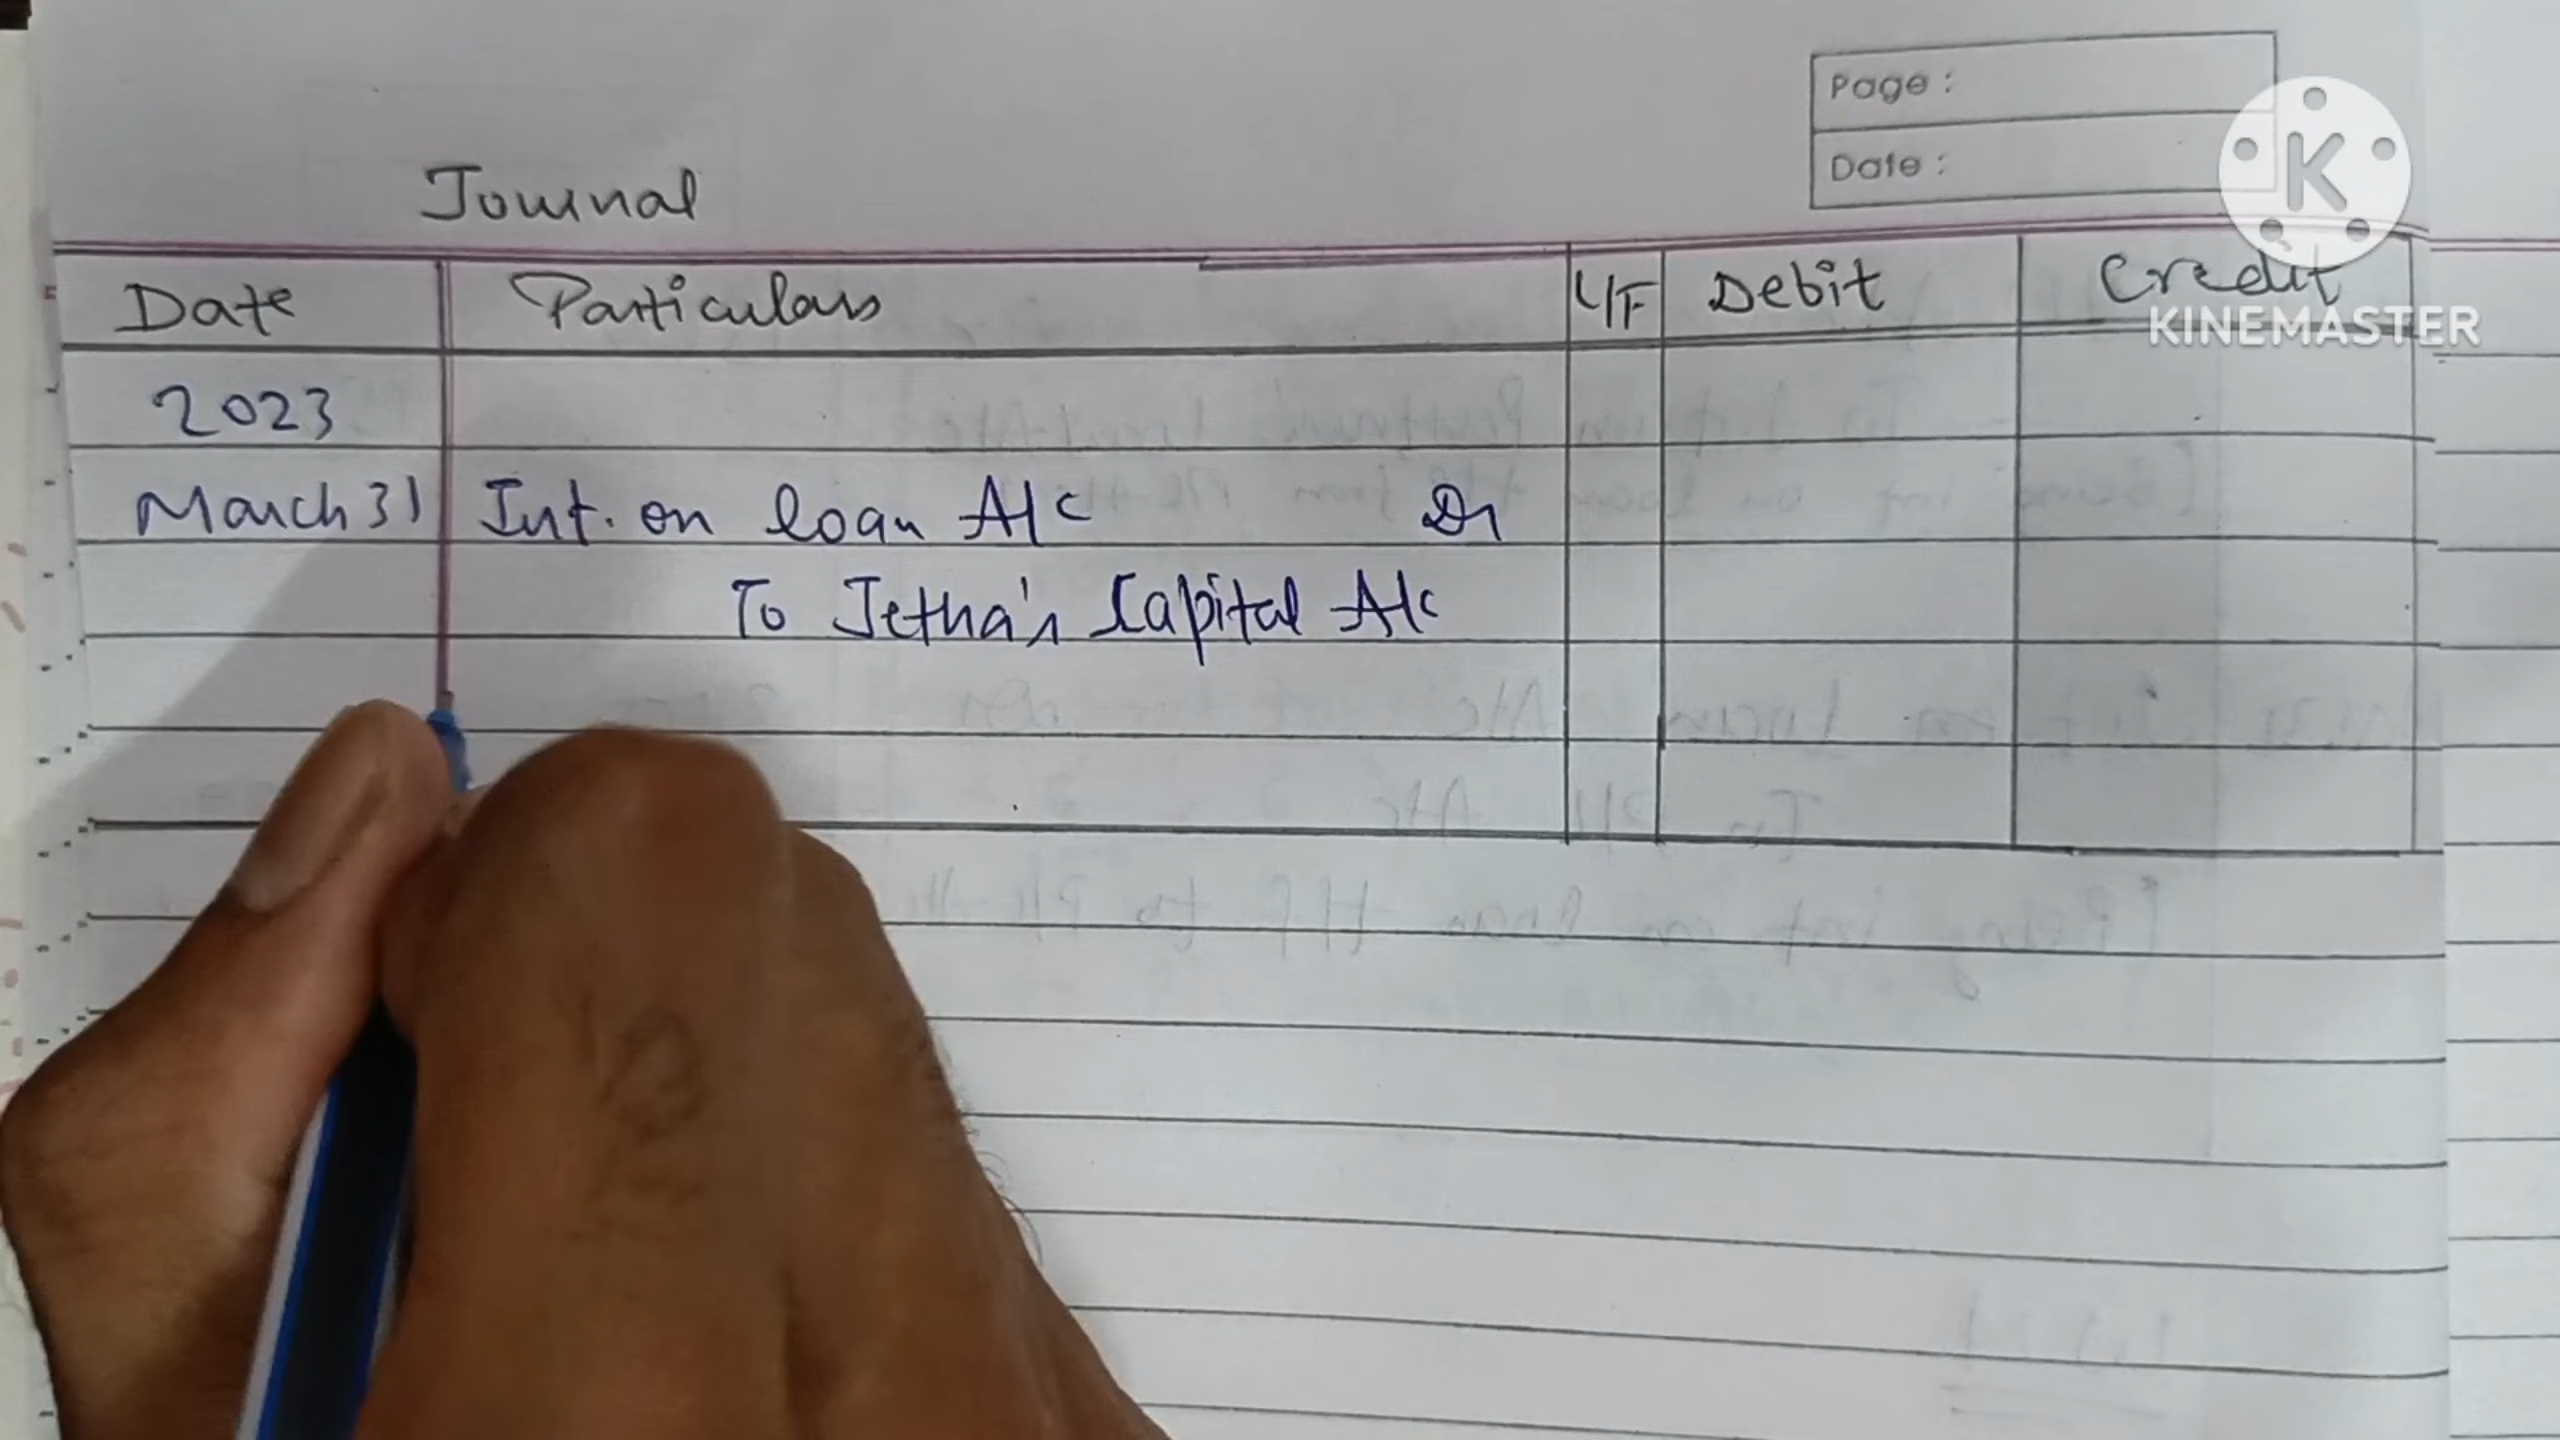 Page :
Date :
K
KINEMASTER
Journal
Date Particulars L/F Debit Credit
2023
March 31 Int. on loan A/c Dr
To Jetha's Capital A/c